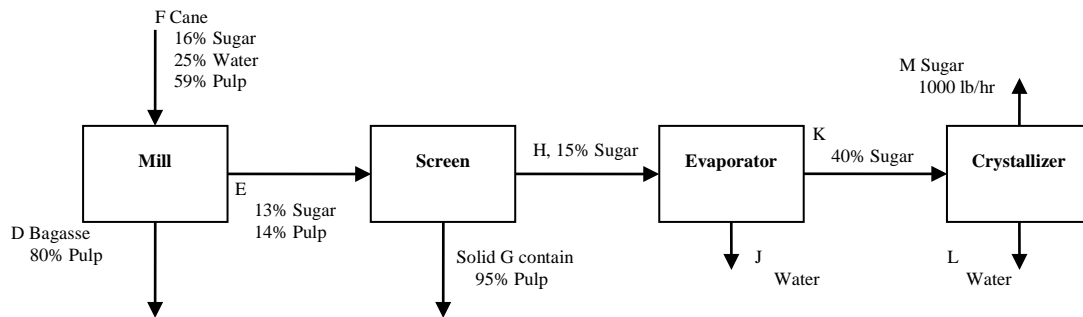 F Cane
16% Sugar
25% Water
59% Pulp
M Sugar
1000 lb/hr
Mill
Screen
H, 15% Sugar
Evaporator
K
40% Sugar
Crystallizer
E
13% Sugar
14% Pulp
D Bagasse
80% Pulp
Solid G contain
95% Pulp
J
Water
L
Water